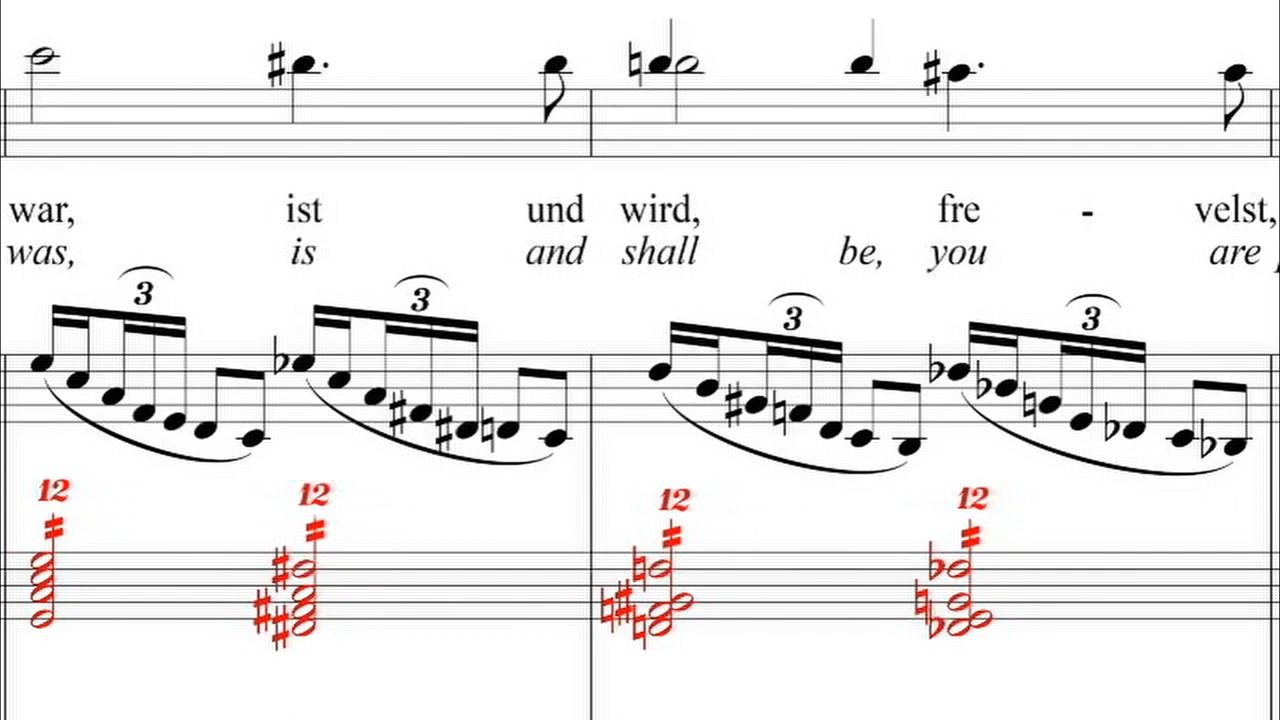 war, ist und wird, fre - velst,
was, is and shall be, you are
3 3 3 3
12 12 12 12